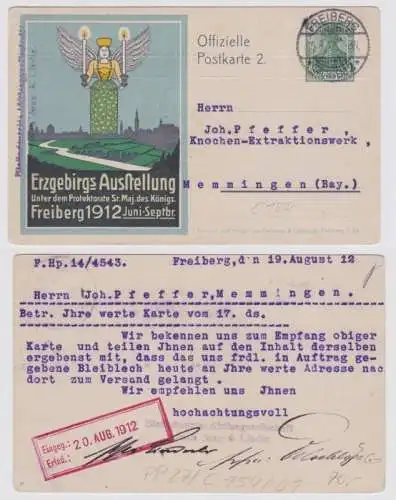 Offizielle
Postkarte 2.
FREIBERG
Herrn
Joh. Pfeffer,
Knochen-Extraktionswerk,
Memmingen (Bay.)
Erzgebirgs Ausstellung
Unter dem Protektorate Sr. Maj. des Königs.
Freiberg 1912 Juni-Septbr.
F.Hp.14/4543. Freiberg,d'n 19.August 12
Herrn Joh.Pfeffer,Memmingen.
Betr. Jhre werte Karte vom 17. ds.
Wir bekennen uns zum Empfang obiger
Karte und teilen Jhnen auf den Inhalt derselben
ergebenst mit, dass das uns frdl. in Auftrag ge-
gebene Bleiblech heute an Jhre werte Adresse nach
dort zum Versand gelangt.
Wir empfehlen uns Jhnen
hochachtungsvoll
Eingeg.: 20. AUG. 1912
Erled.: